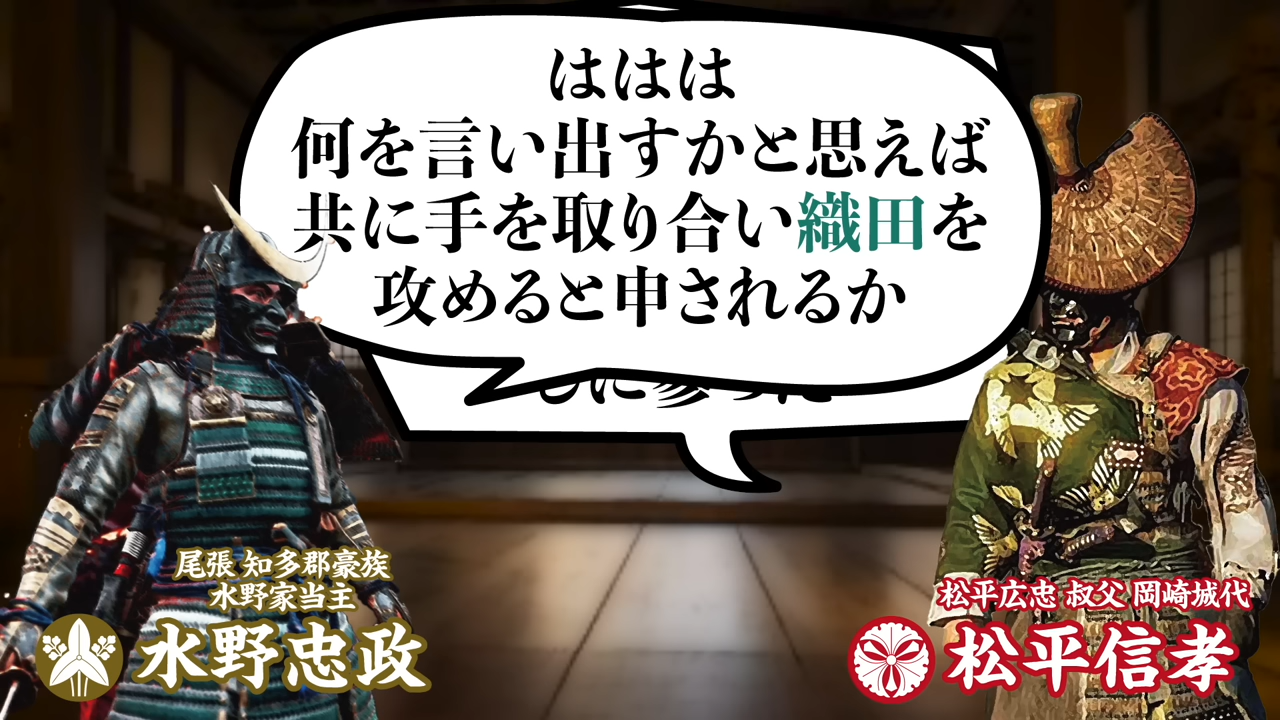 ははは
何を言い出すかと思えば
共に手を取り合い織田を
攻めると申されるか
尾張 知多郡豪族
水野家当主
水野忠政
松平広忠 叔父 岡崎城代
松平信孝